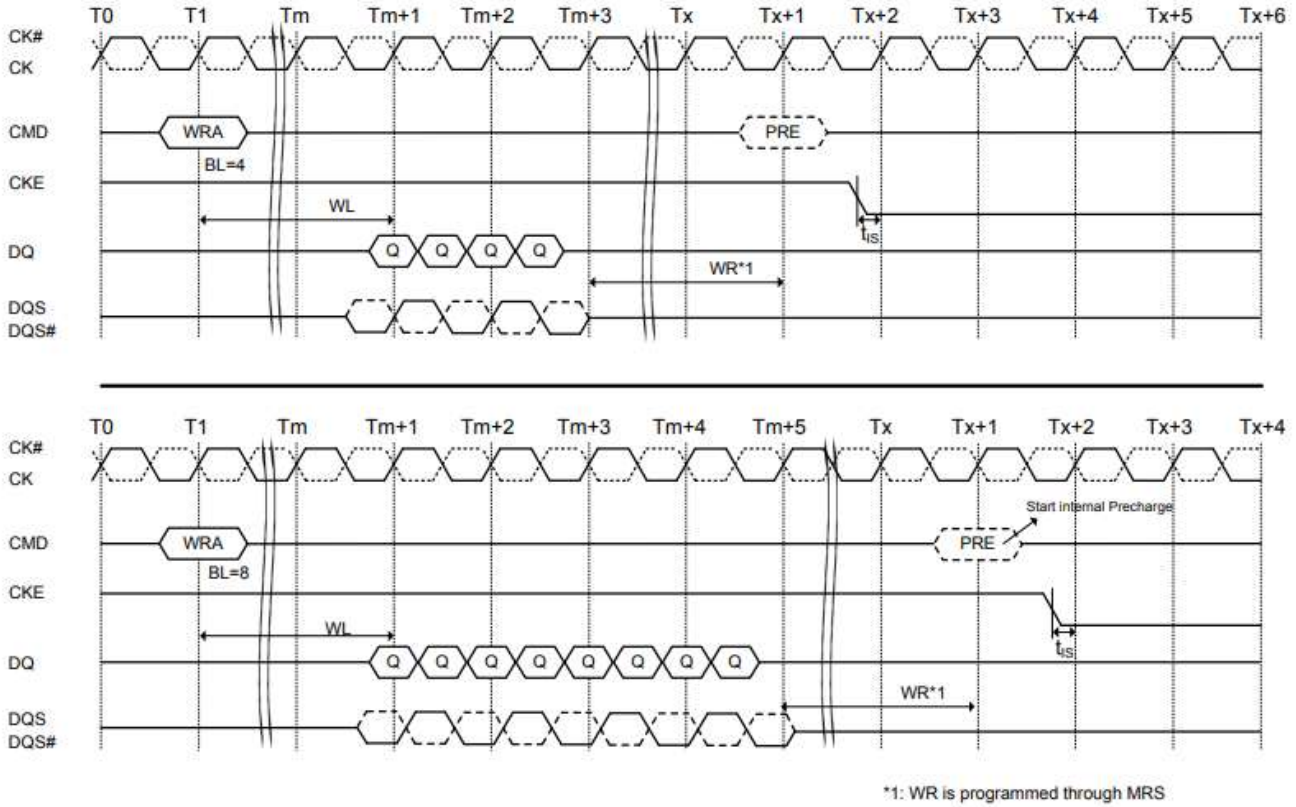 T0 T1 Tm Tm+1 Tm+2 Tm+3 Tx Tx+1 Tx+2 Tx+3 Tx+4 Tx+5 Tx+6
CK#
CK
CMD WRA PRE
BL=4
CKE
WL
tIS
DQ Q Q Q Q
WR*1
DQS
DQS#
T0 T1 Tm Tm+1 Tm+2 Tm+3 Tm+4 Tm+5 Tx Tx+1 Tx+2 Tx+3 Tx+4
CK#
CK
Start internal Precharge
CMD WRA PRE
BL=8
CKE
WL
tIS
DQ Q Q Q Q Q Q Q Q
WR*1
DQS
DQS#
*1: WR is programmed through MRS